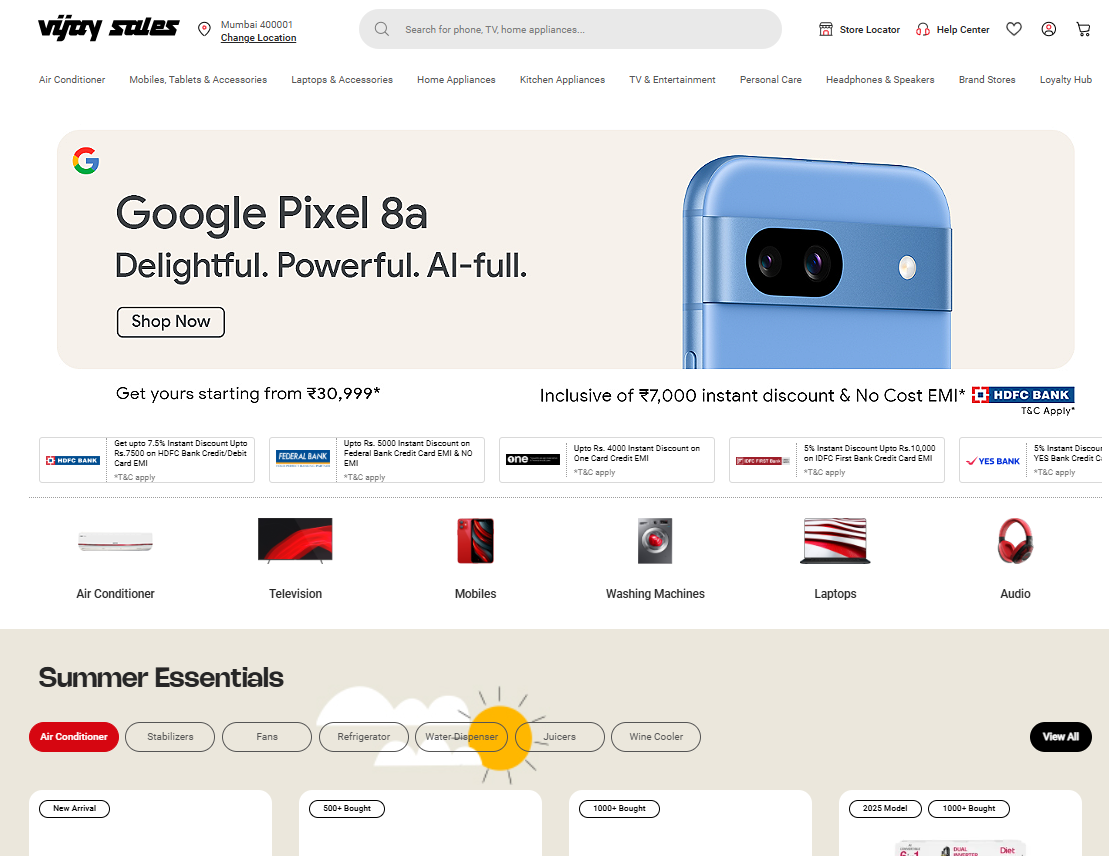 vijay sales
Mumbai 400001
Change Location
Search for phone, TV, home appliances...
Store Locator
Help Center
Air Conditioner
Mobiles, Tablets & Accessories
Laptops & Accessories
Home Appliances
Kitchen Appliances
TV & Entertainment
Personal Care
Headphones & Speakers
Brand Stores
Loyalty Hub
G
Google Pixel 8a
Delightful. Powerful. AI-full.
Shop Now
Get yours starting from ₹30,999*
Inclusive of ₹7,000 instant discount & No Cost EMI* HDFC BANK
T&C Apply*
HDFC BANK
Get upto 7.5% Instant Discount Upto
Rs.7500 on HDFC Bank Credit/Debit
Card EMI
*T&C apply
FEDERAL BANK
Upto Rs. 5000 Instant Discount on
Federal Bank Credit Card EMI & NO
EMI
*T&C apply
one
Upto Rs. 4000 Instant Discount on
One Card Credit EMI
*T&C apply
IDFC FIRST Bank
5% Instant Discount Upto Rs.10,000
on IDFC First Bank Credit Card EMI
*T&C apply
YES BANK
5% Instant Discou
YES Bank Credit C
*T&C apply
Air Conditioner
Television
Mobiles
Washing Machines
Laptops
Audio
Summer Essentials
Air Conditioner
Stabilizers
Fans
Refrigerator
Water Dispenser
Juicers
Wine Cooler
View All
New Arrival
500+ Bought
1000+ Bought
2025 Model
1000+ Bought
6in1
DUAL
INVERTER
Diet